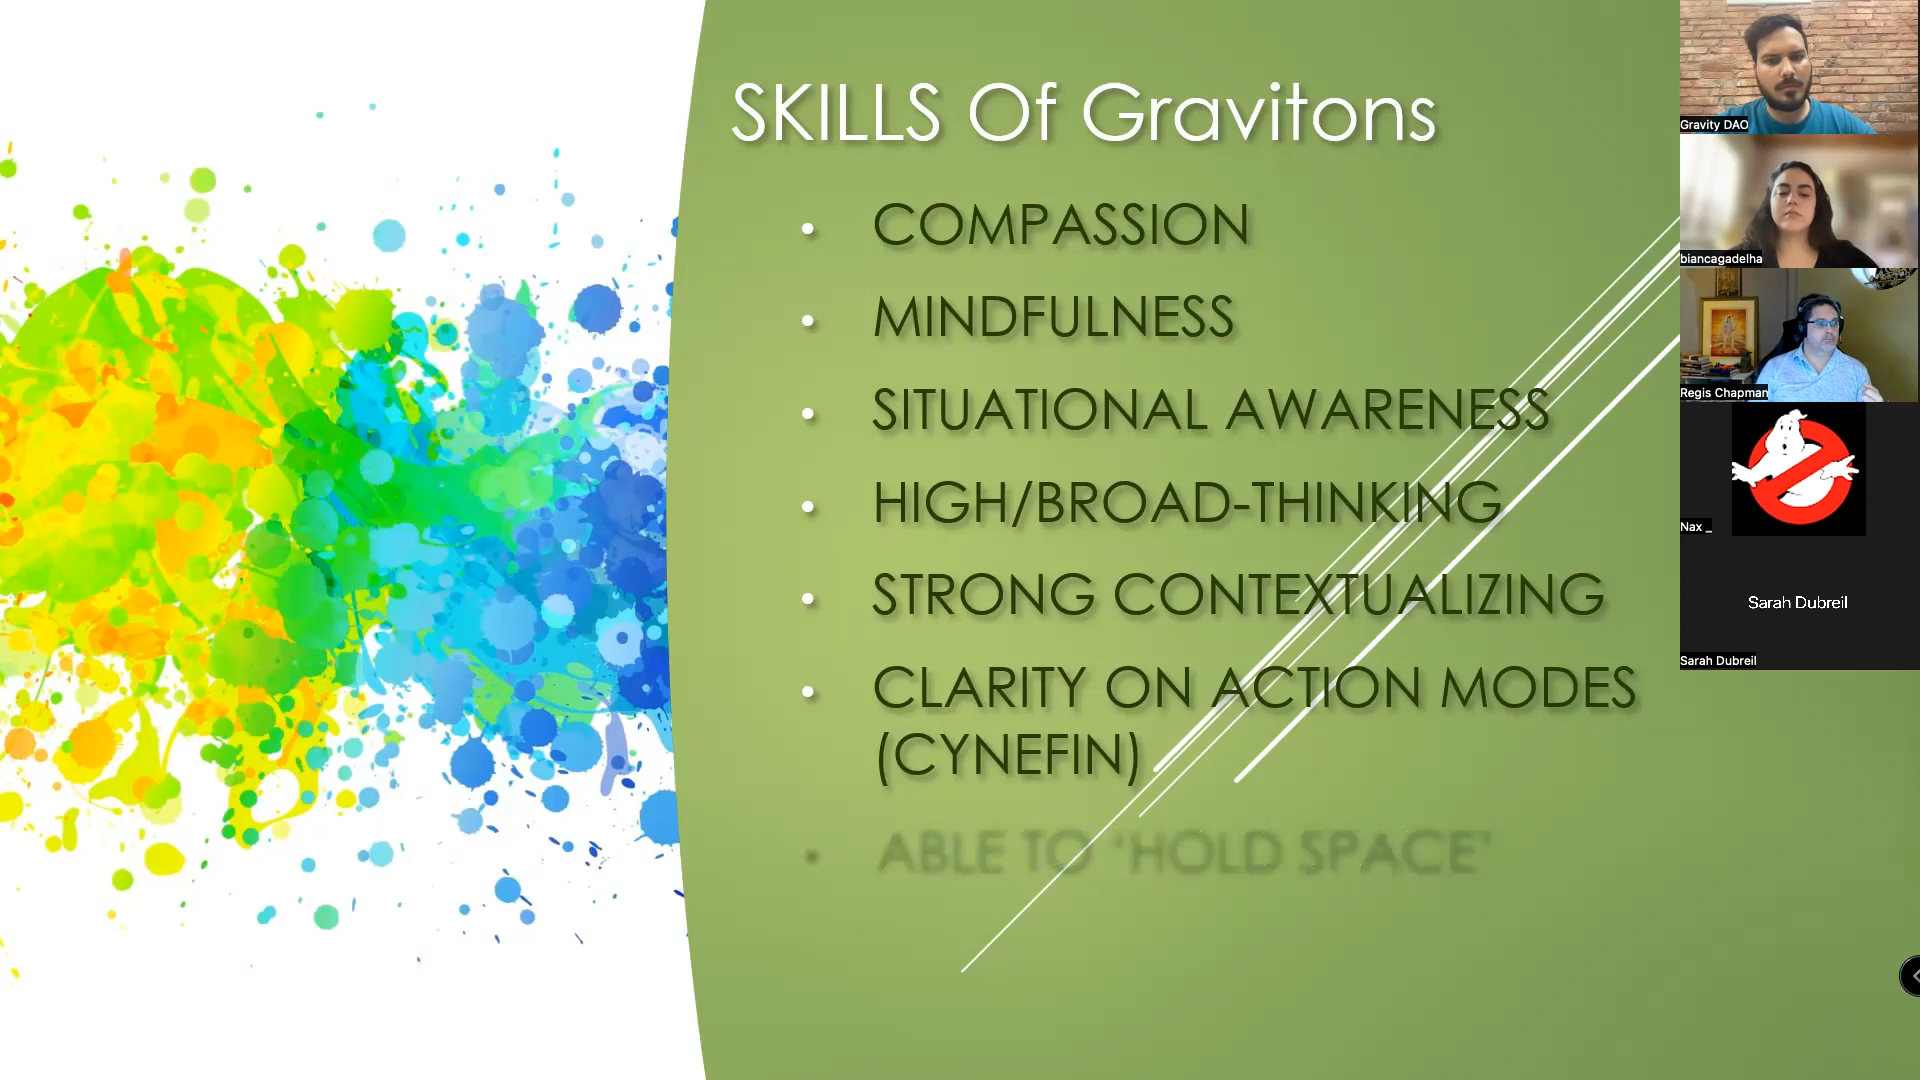 SKILLS Of Gravitons
• COMPASSION
• MINDFULNESS
• SITUATIONAL AWARENESS
• HIGH/BROAD-THINKING
• STRONG CONTEXTUALIZING
• CLARITY ON ACTION MODES
(CYNEFIN)
• ABLE TO ‘HOLD SPACE’
Gravity DAO
biancagadelha
Regis Chapman
Nax _
Sarah Dubreil
Sarah Dubreil